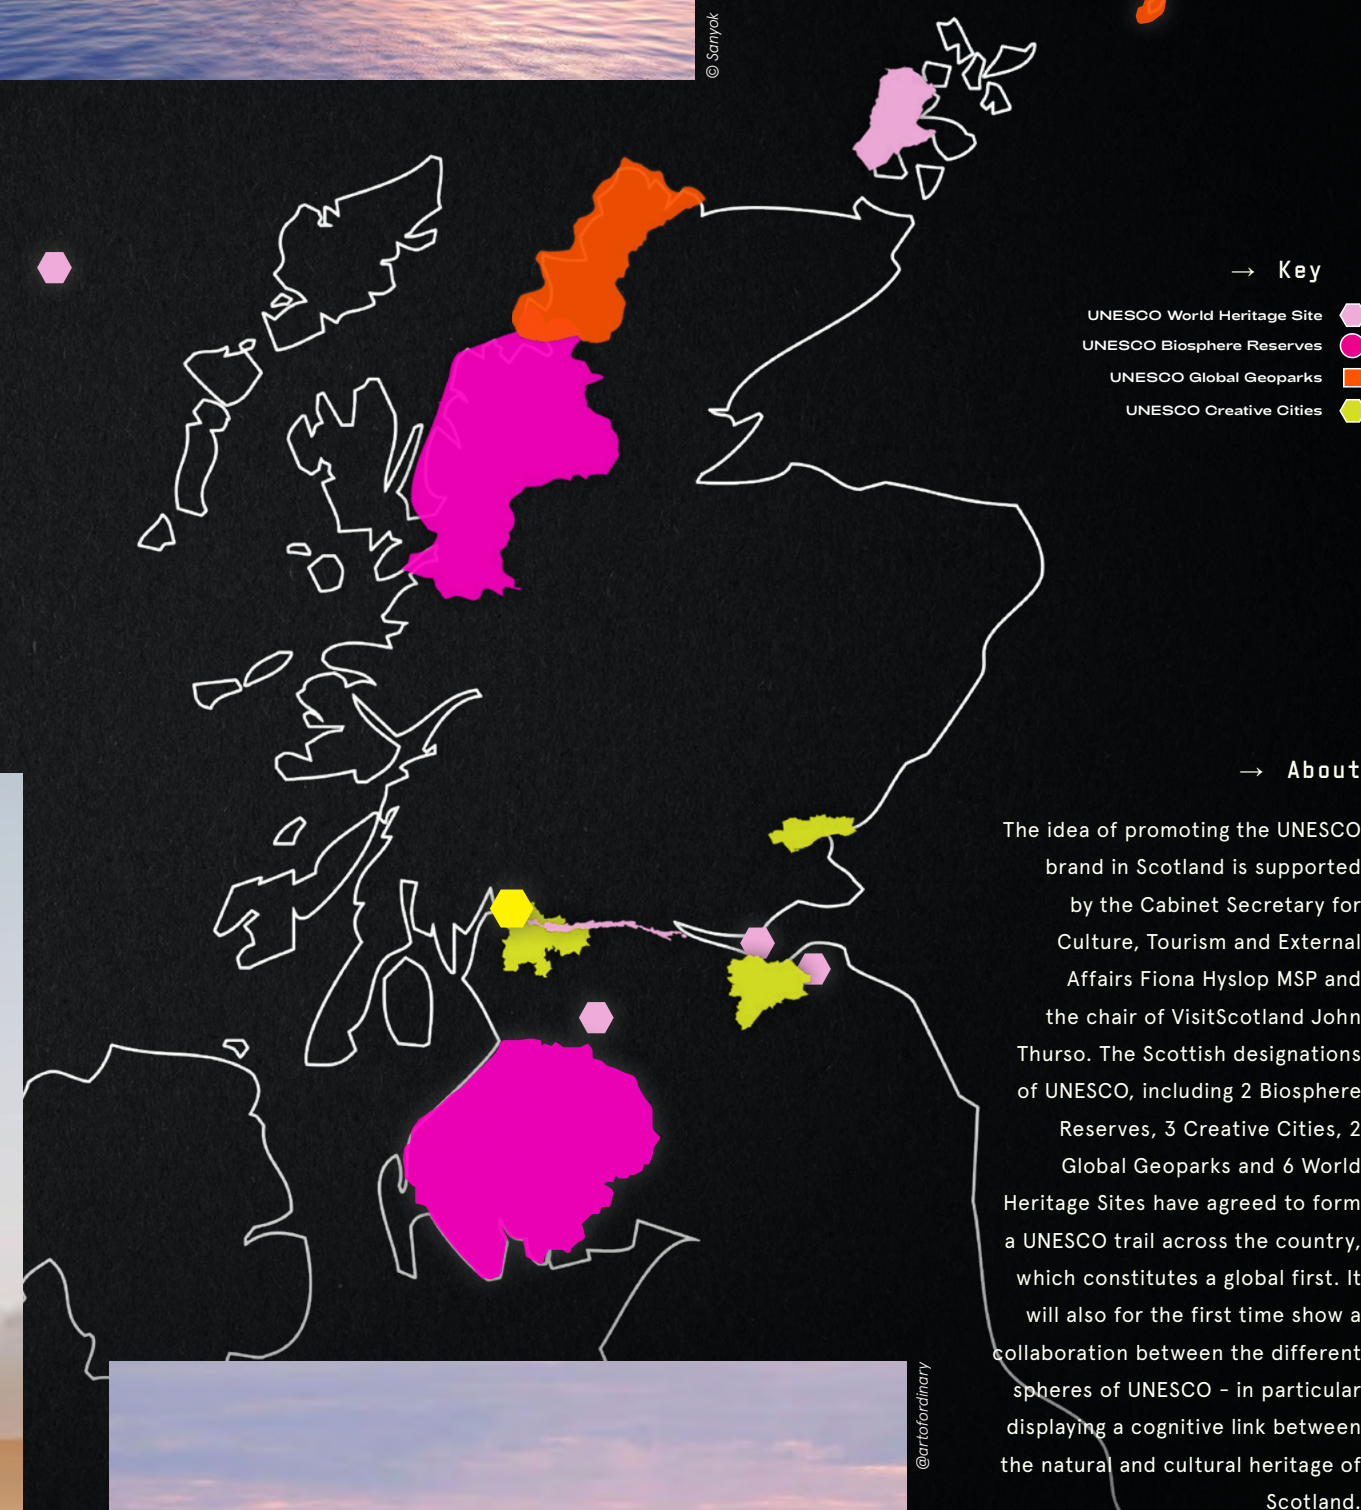 © Sanyok
→ Key
UNESCO World Heritage Site
UNESCO Biosphere Reserves
UNESCO Global Geoparks
UNESCO Creative Cities
→ About
The idea of promoting the UNESCO
brand in Scotland is supported
by the Cabinet Secretary for
Culture, Tourism and External
Affairs Fiona Hyslop MSP and
the chair of VisitScotland John
Thurso. The Scottish designations
of UNESCO, including 2 Biosphere
Reserves, 3 Creative Cities, 2
Global Geoparks and 6 World
Heritage Sites have agreed to form
a UNESCO trail across the country,
which constitutes a global first. It
will also for the first time show a
collaboration between the different
spheres of UNESCO - in particular
displaying a cognitive link between
the natural and cultural heritage of
Scotland.
@artofordinary